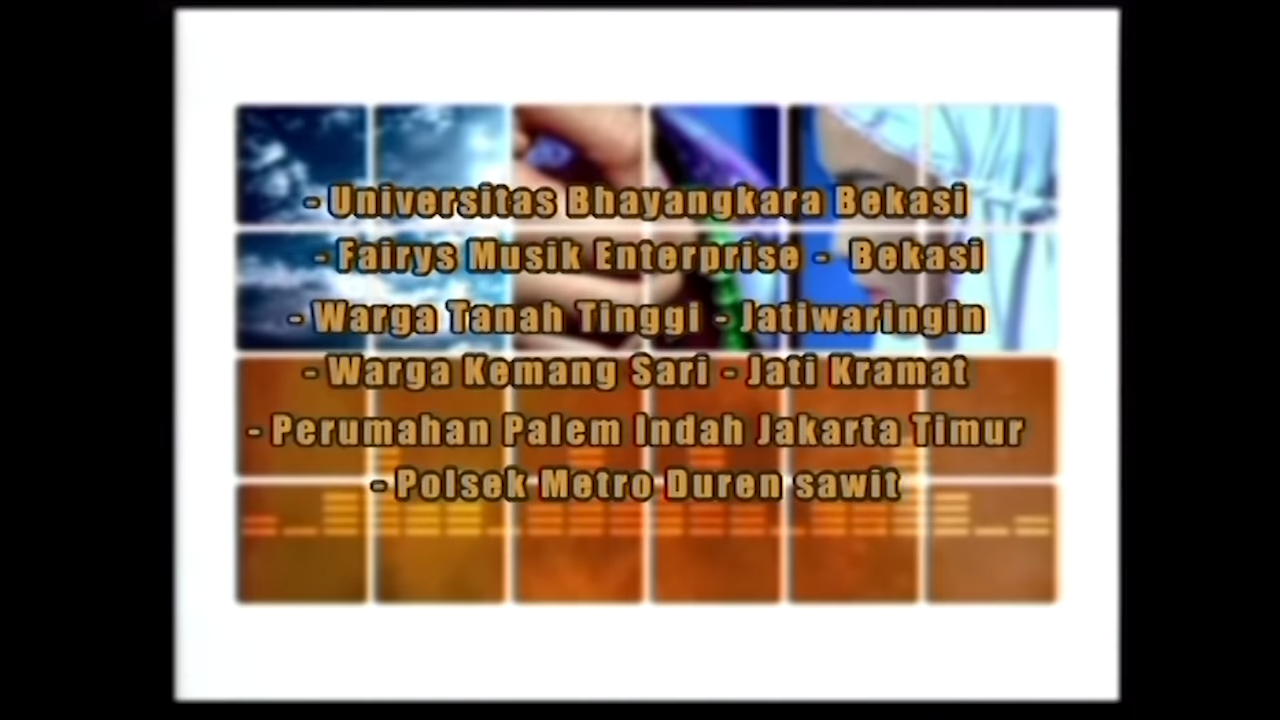 - Universitas Bhayangkara Bekasi
- Fairys Musik Enterprise - Bekasi
- Warga Tanah Tinggi - Jatiwaringin
- Warga Kemang Sari - Jati Kramat
- Perumahan Palem Indah Jakarta Timur
- Polsek Metro Duren sawit